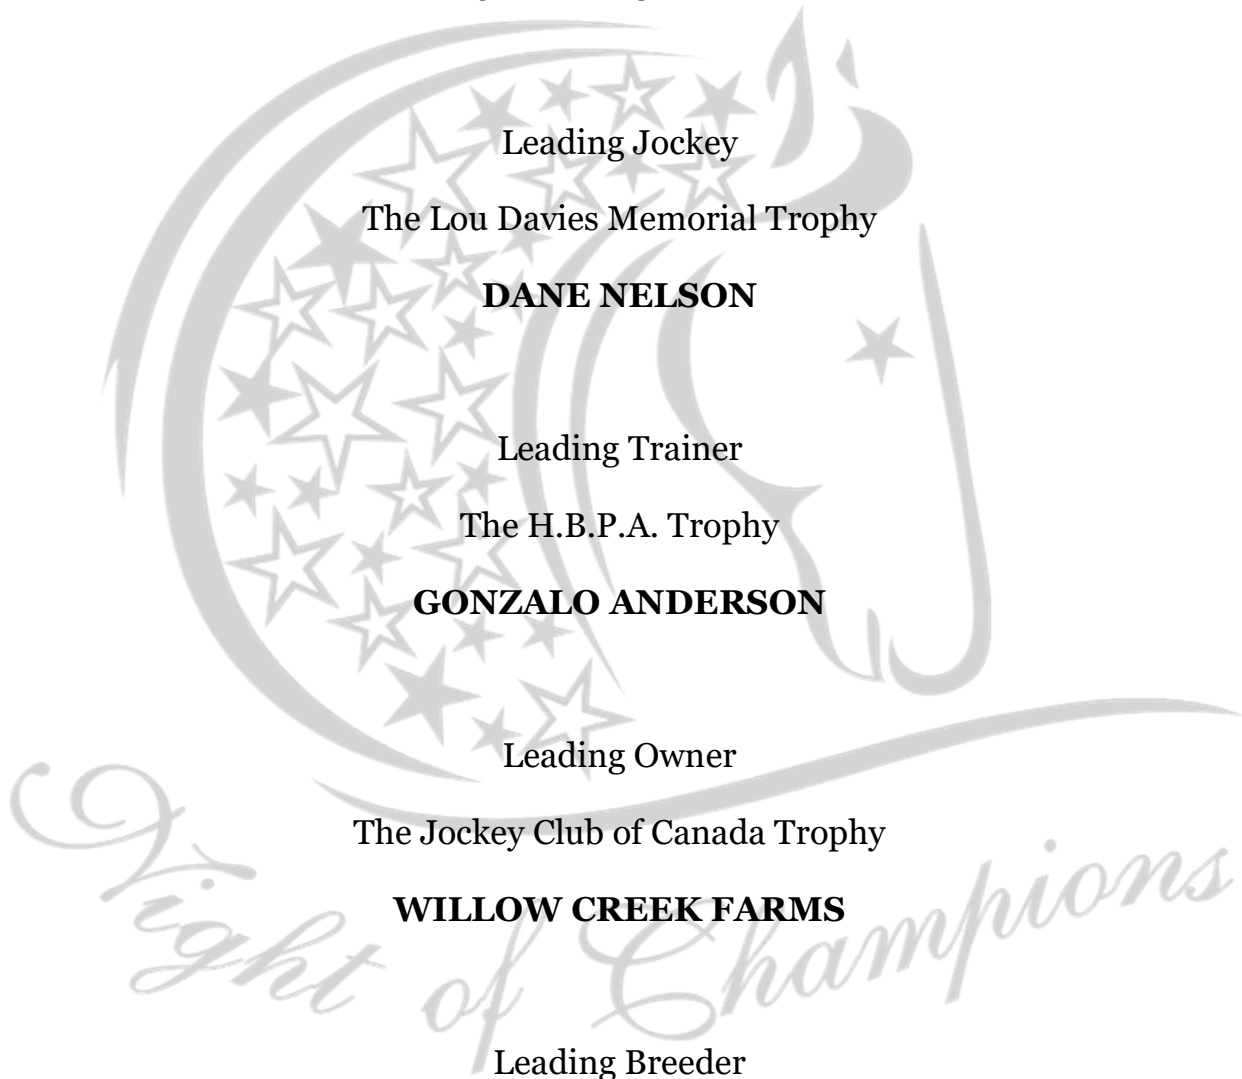 Leading Jockey
The Lou Davies Memorial Trophy
DANE NELSON
Leading Trainer
The H.B.P.A. Trophy
GONZALO ANDERSON
Leading Owner
The Jockey Club of Canada Trophy
WILLOW CREEK FARMS
Night of Champions
Leading Breeder